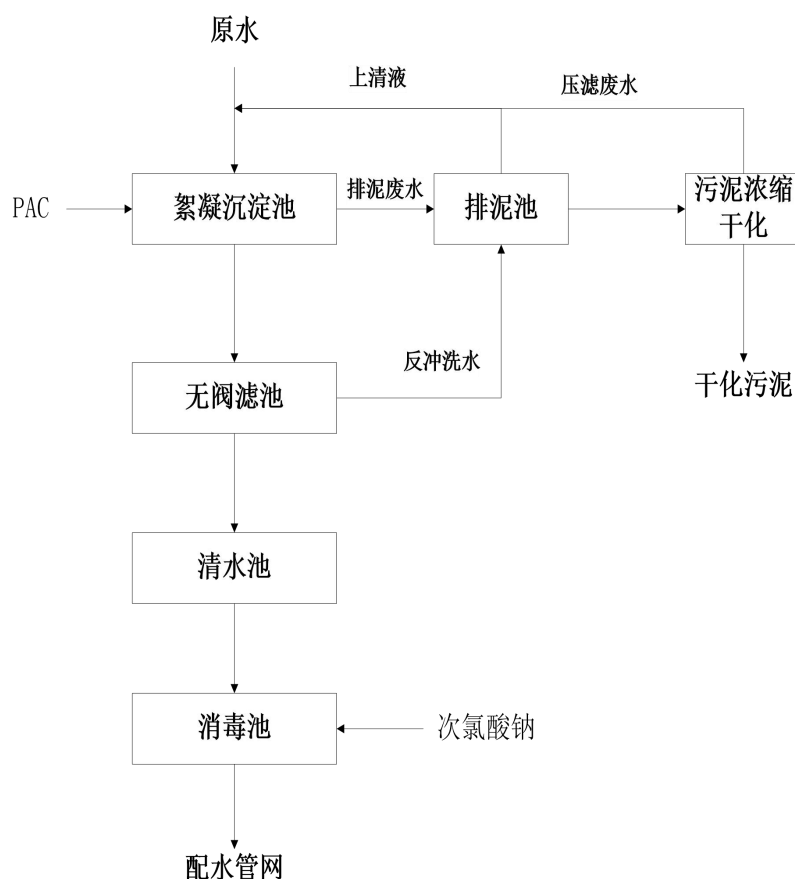 原水
上清液
压滤废水
PAC
絮凝沉淀池
排泥废水
排泥池
污泥浓缩
干化
反冲洗水
无阀滤池
干化污泥
清水池
消毒池
次氯酸钠
配水管网